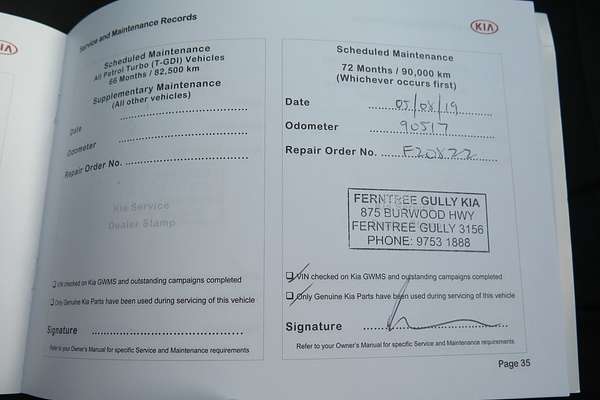 Service and Maintenance Records
KIA
Scheduled Maintenance
All Petrol Turbo (T-GDI) Vehicles
66 Months / 82,500 km
Supplementary Maintenance
(All other vehicles)
Date
Odometer
Repair Order No.
Kia Service
Dealer Stamp
VIN checked on Kia GWMS and outstanding campaigns completed
Only Genuine Kia Parts have been used during servicing of this vehicle
Signature
Refer to your Owner's Manual for specific Service and Maintenance requirements
Scheduled Maintenance
72 Months / 90,000 km
(Whichever occurs first)
Date 05/08/19
Odometer 90517
Repair Order No. F20822
FERNTREE GULLY KIA
875 BURWOOD HWY
FERNTREE GULLY 3156
PHONE: 9753 1888
VIN checked on Kia GWMS and outstanding campaigns completed
Only Genuine Kia Parts have been used during servicing of this vehicle
Signature
Refer to your Owner's Manual for specific Service and Maintenance requirements
Page 35